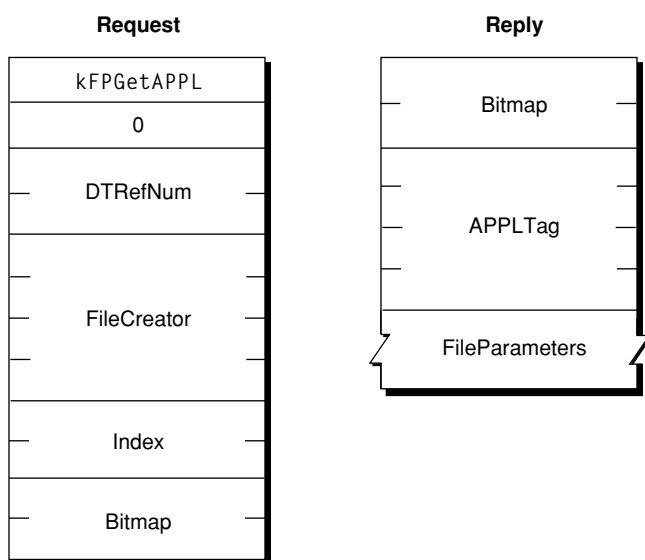 Request
kFPGetAPPL
0
DTRefNum
FileCreator
Index
Bitmap
Reply
Bitmap
APPLTag
FileParameters